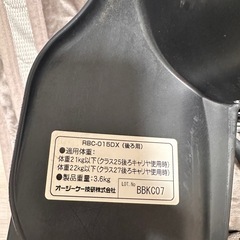 RBC-015DX（後ろ用）
●適用体重：
体重21kg以下（クラス25後ろキャリヤ使用時）
体重22kg以下（クラス27後ろキャリヤ使用時）
●製品重量：3.6kg
オージーケー技研株式会社
LOT.No BBKC07